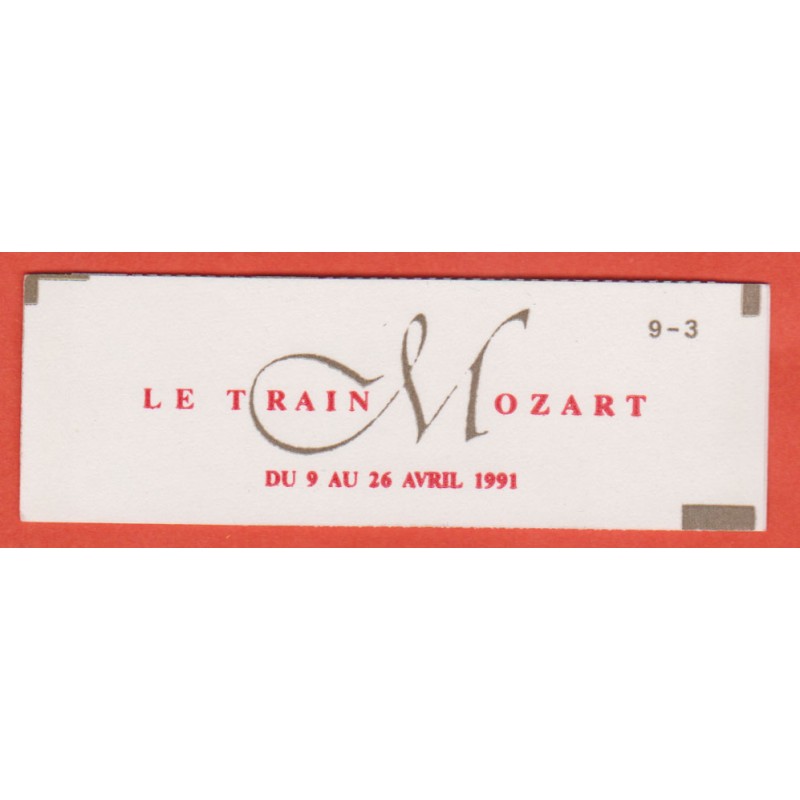 9-3
LE TRAIN MOZART
DU 9 AU 26 AVRIL 1991